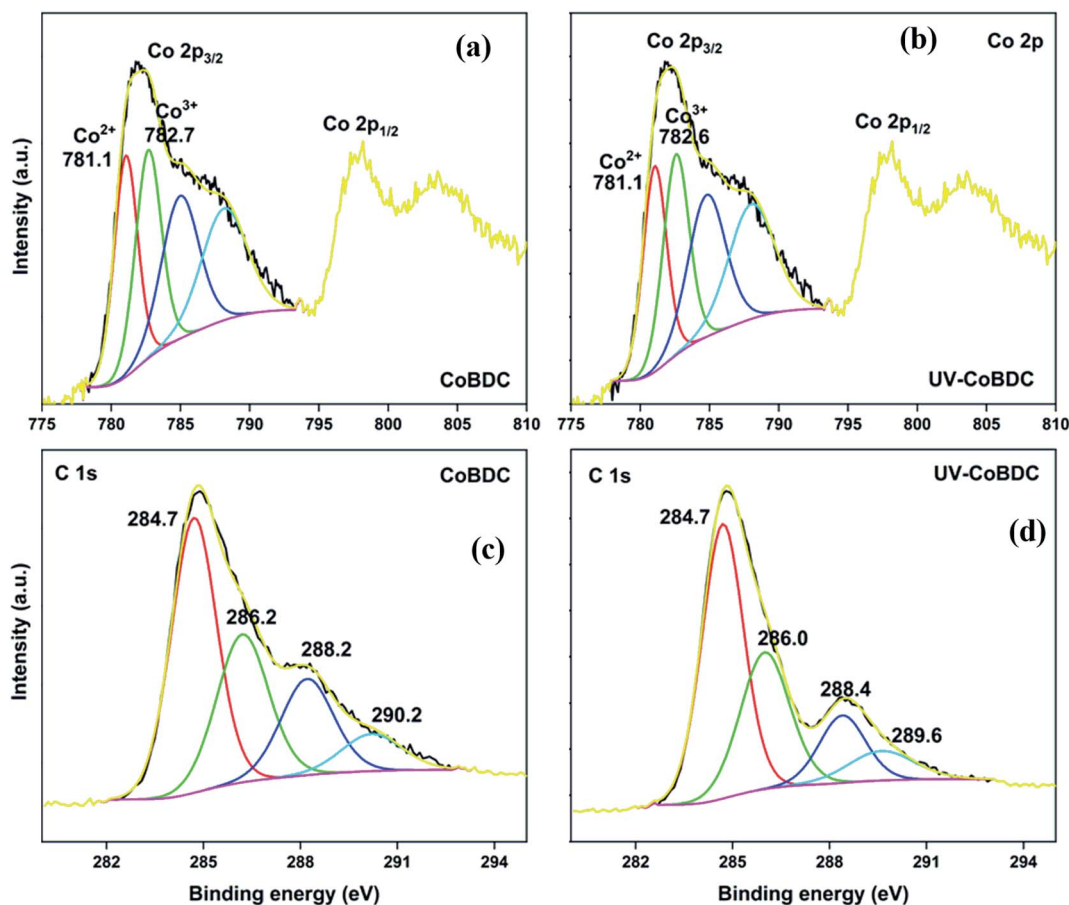 (a)
Co 2p3/2
Co3+
782.7
Co2+
781.1
Co 2p1/2
CoBDC
Intensity (a.u.)
775 780 785 790 795 800 805 810
(b)
Co 2p
Co 2p3/2
Co3+
782.6
Co2+
781.1
Co 2p1/2
UV-CoBDC
775 780 785 790 795 800 805 810
C 1s
CoBDC
(c)
284.7
286.2
288.2
290.2
Intensity (a.u.)
282 285 288 291 294
Binding energy (eV)
C 1s
UV-CoBDC
(d)
284.7
286.0
288.4
289.6
282 285 288 291 294
Binding energy (eV)